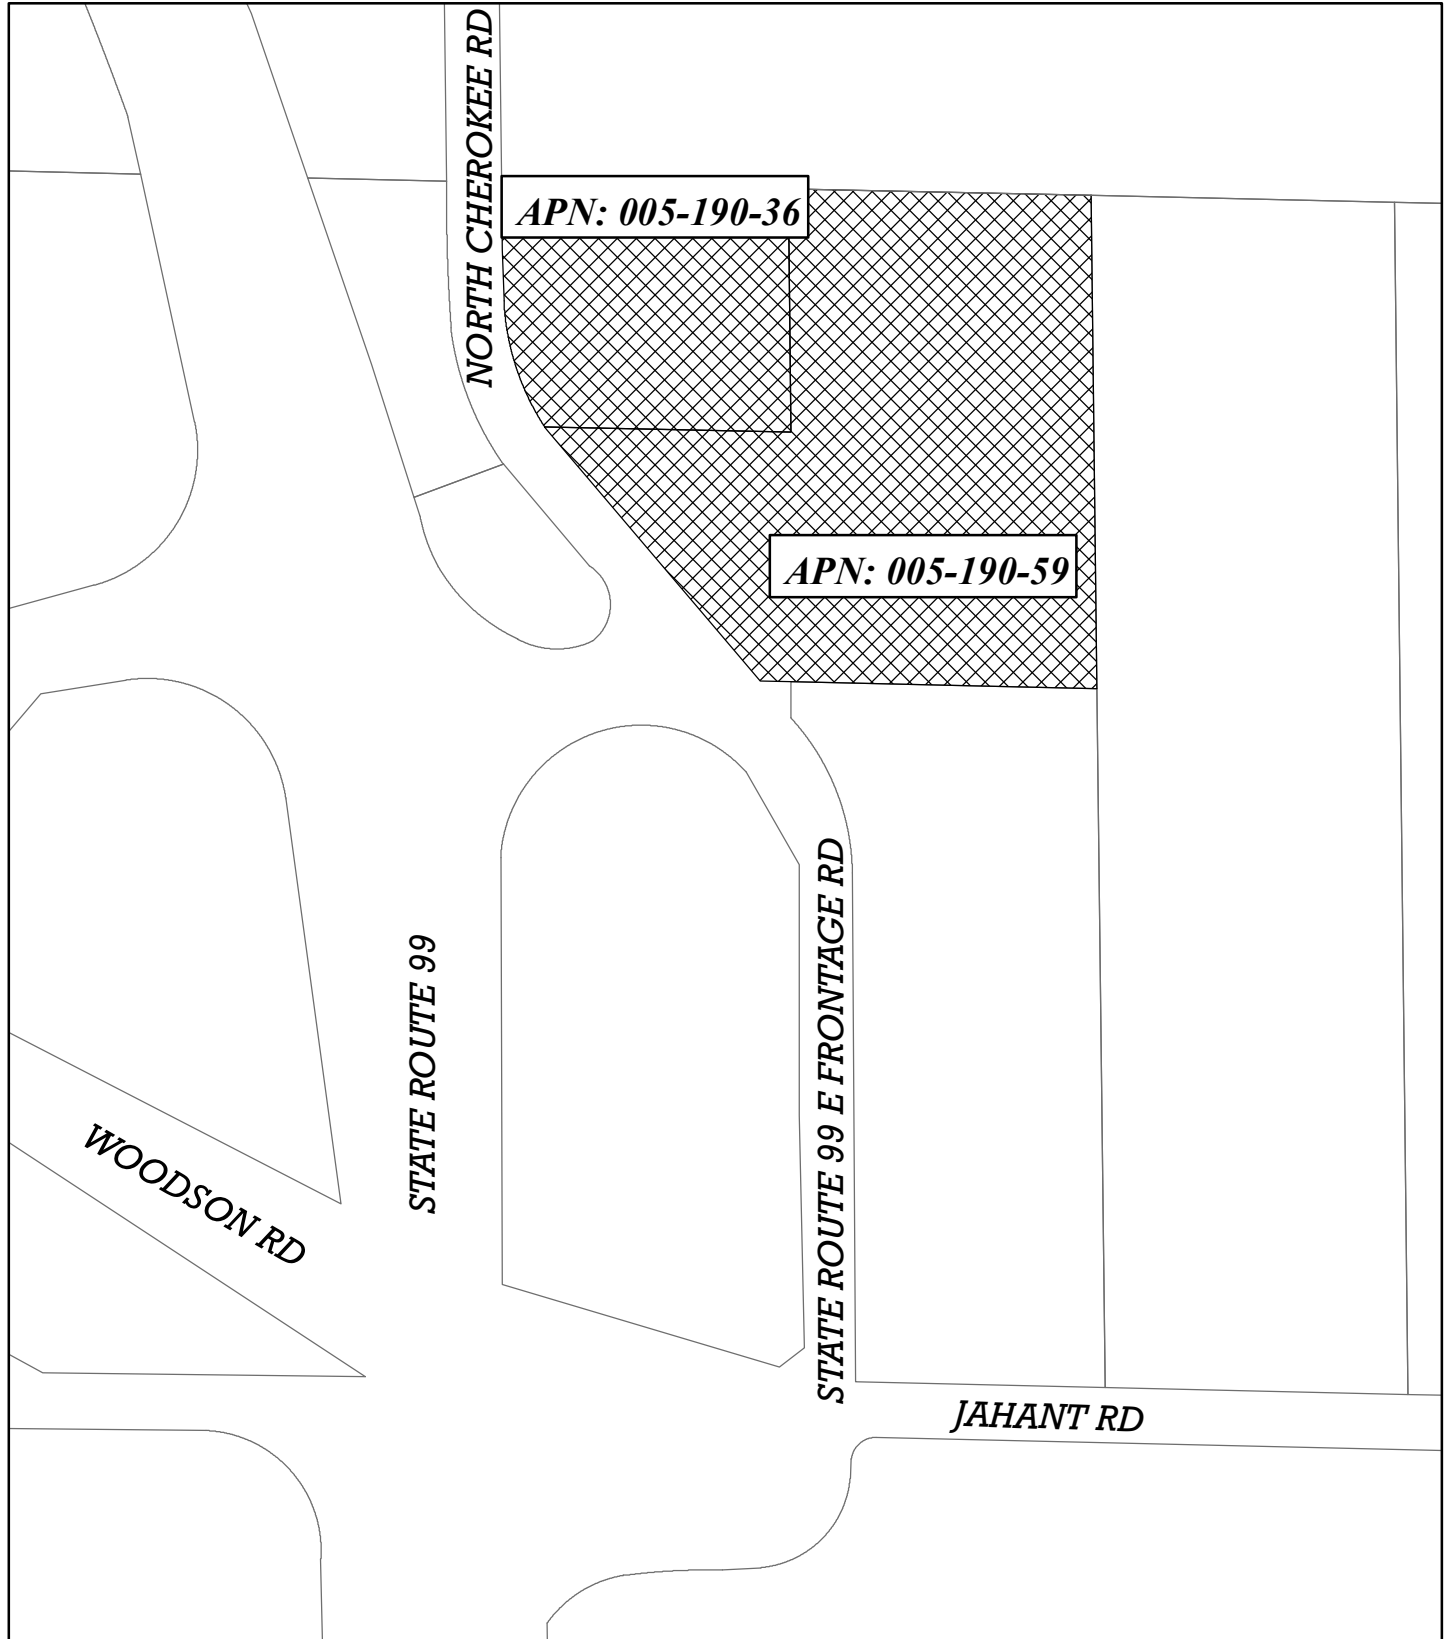 NORTH CHEROKEE RD
APN: 005-190-36
APN: 005-190-59
STATE ROUTE 99
STATE ROUTE 99 E FRONTAGE RD
WOODSON RD
JAHANT RD